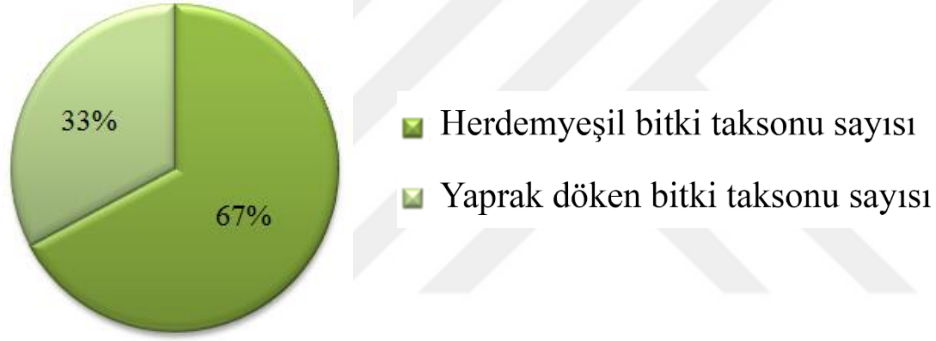 33%
67%
Herdemyeşil bitki taksonu sayısı
Yaprak döken bitki taksonu sayısı